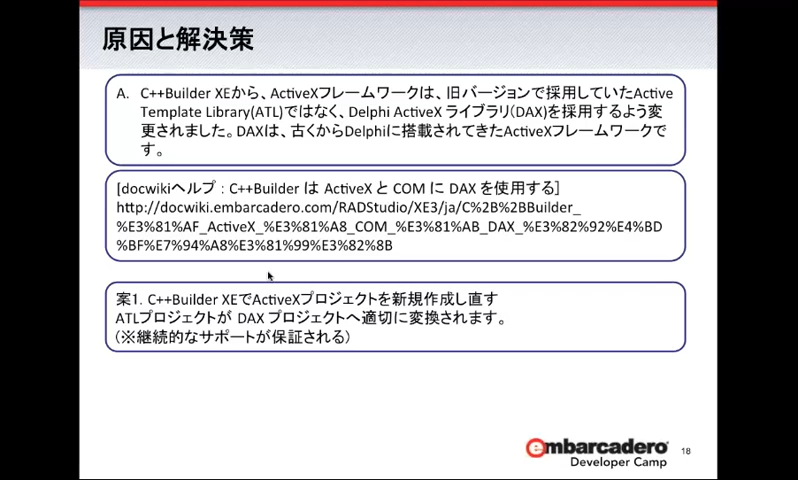 原因と解決策
A. C++Builder XEから、ActiveXフレームワークは、旧バージョンで採用していたActive
Template Library(ATL)ではなく、Delphi ActiveX ライブラリ(DAX)を採用するよう変
更されました。DAXは、古くからDelphiに搭載されてきたActiveXフレームワークで
す。
[docwikiヘルプ : C++Builder は ActiveX と COM に DAX を使用する]
http://docwiki.embarcadero.com/RADStudio/XE3/ja/C%2B%2BBuilder_
%E3%81%AF_ActiveX_%E3%81%A8_COM_%E3%81%AB_DAX_%E3%82%92_%E4%BD
%BF%E7%94%A8%E3%81%99%E3%82%8B
案1. C++Builder XEでActiveXプロジェクトを新規作成し直す
ATLプロジェクトが DAX プロジェクトへ適切に変換されます。
(※継続的なサポートが保証される)
embarcadero
Developer Camp
18